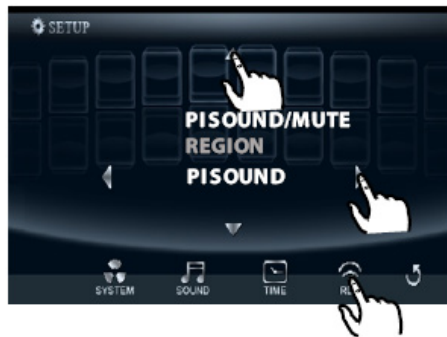 SETUP
PISOUND/MUTE
REGION
PISOUND
SYSTEM SOUND TIME